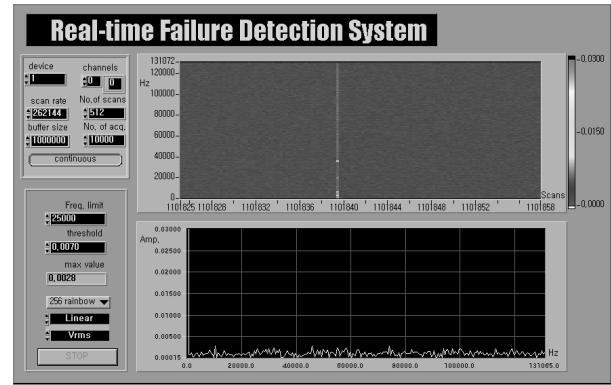 Real-time Failure Detection System
device channels
1 0 0
scan rate No.of scans
262144 512
buffer size No. of acq.
1000000 10000
continuous
Freq. limit
25000
threshold
0,0070
max value
0,0028
256 rainbow
Linear
Vrms
STOP
131072
Hz
120000
100000
80000
60000
40000
20000
0
Scans
1101825 1101828 1101832 1101836 1101840 1101844 1101848 1101852 1101858
0,0300
0,0150
0,0000
Amp.
0.03000
0.02500
0.02000
0.01500
0.01000
0.00500
0.00015
Hz
0.0 20000.0 40000.0 60000.0 80000.0 100000.0 131065.0